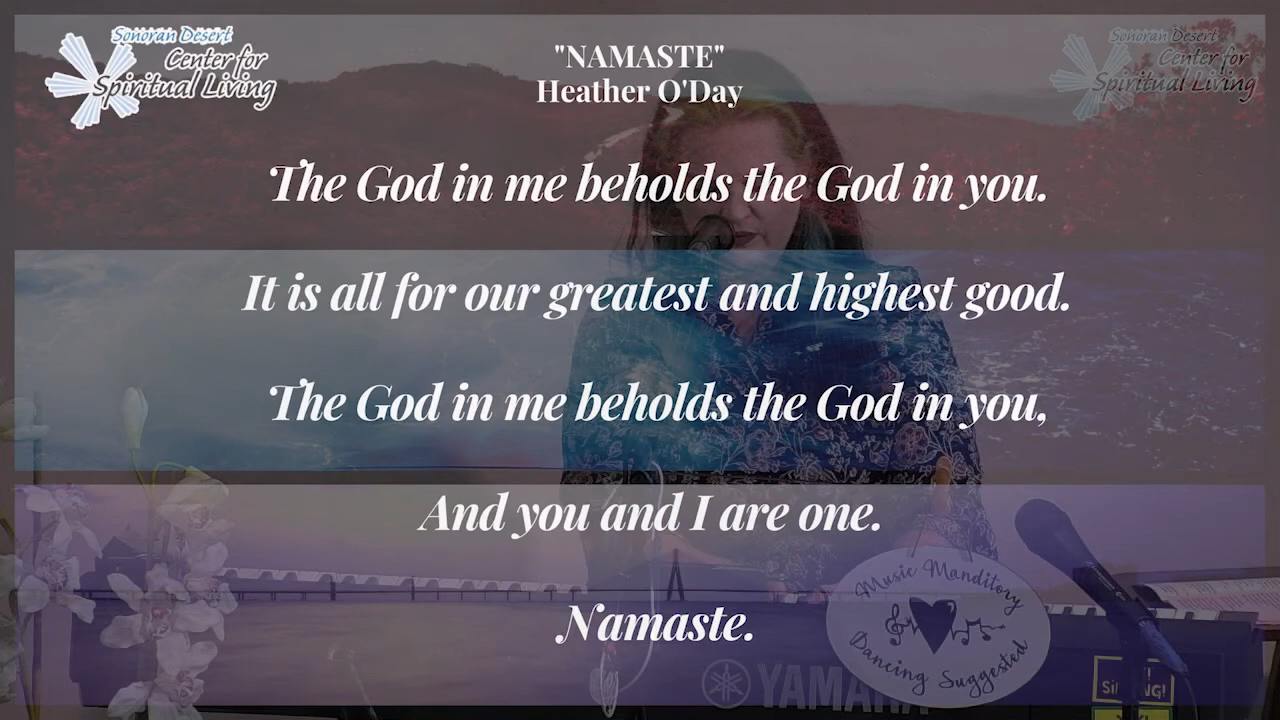 Sonoran Desert
Center for
Spiritual Living
"NAMASTE"
Heather O'Day
Sonoran Desert
Center for
Spiritual Living
The God in me beholds the God in you.
It is all for our greatest and highest good.
The God in me beholds the God in you,
And you and I are one.
Namaste.
Music Manditory
Dancing Suggested
YAMAHA